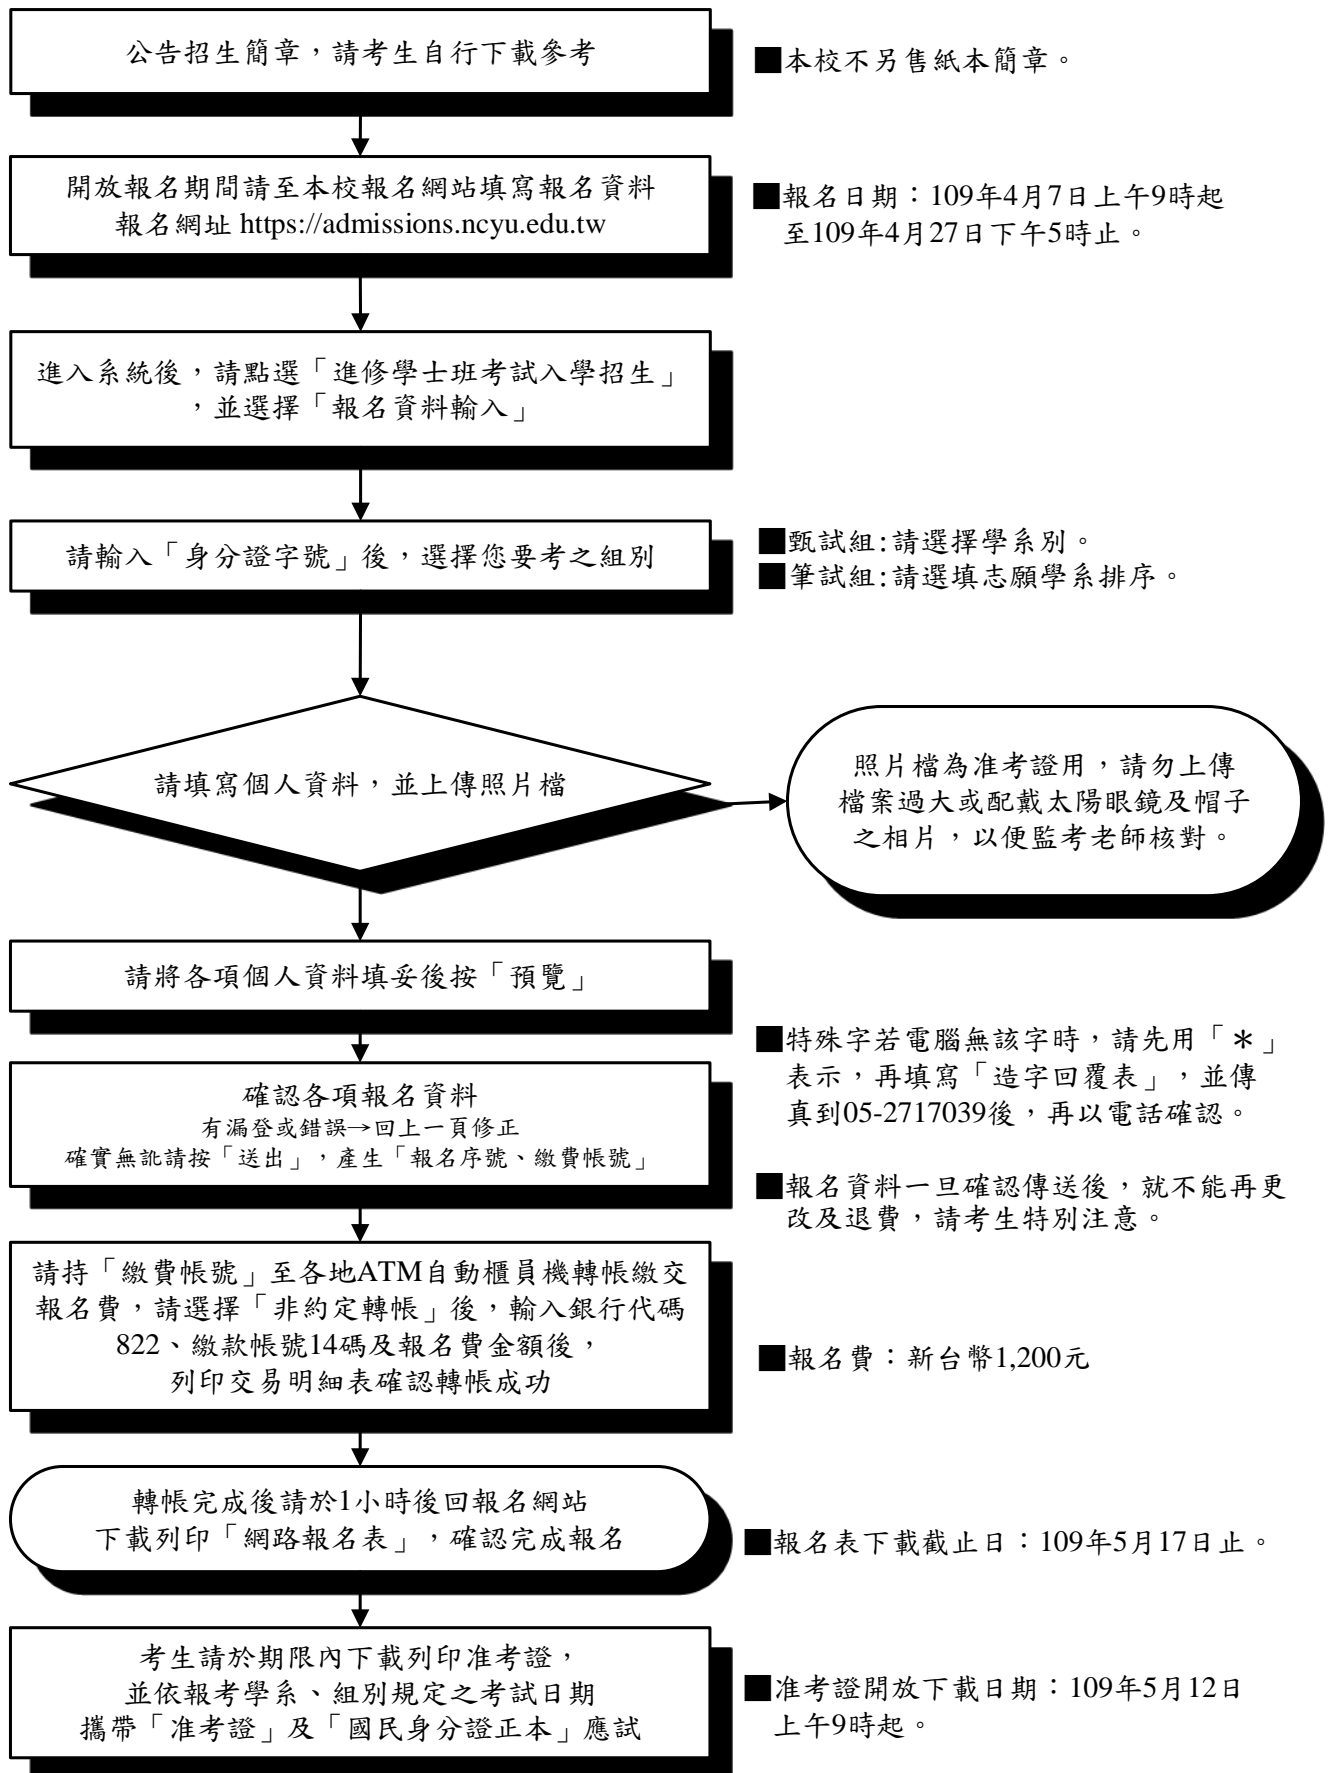 公告招生簡章，請考生自行下載參考
■本校不另售紙本簡章。
開放報名期間請至本校報名網站填寫報名資料
報名網址 https://admissions.ncyu.edu.tw
■報名日期：109年4月7日上午9時起
至109年4月27日下午5時止。
進入系統後，請點選「進修學士班考試入學招生」
，並選擇「報名資料輸入」
請輸入「身分證字號」後，選擇您要考之組別
■甄試組:請選擇學系別。
■筆試組:請選填志願學系排序。
請填寫個人資料，並上傳照片檔
照片檔為准考證用，請勿上傳
檔案過大或配戴太陽眼鏡及帽子
之相片，以便監考老師核對。
請將各項個人資料填妥後按「預覽」
■特殊字若電腦無該字時，請先用「＊」
表示，再填寫「造字回覆表」，並傳
真到05-2717039後，再以電話確認。
確認各項報名資料
有漏登或錯誤→回上一頁修正
確實無訛請按「送出」，產生「報名序號、繳費帳號」
■報名資料一旦確認傳送後，就不能再更
改及退費，請考生特別注意。
請持「繳費帳號」至各地ATM自動櫃員機轉帳繳交
報名費，請選擇「非約定轉帳」後，輸入銀行代碼
822、繳款帳號14碼及報名費金額後，
列印交易明細表確認轉帳成功
■報名費：新台幣1,200元
轉帳完成後請於1小時後回報名網站
下載列印「網路報名表」，確認完成報名
■報名表下載截止日：109年5月17日止。
考生請於期限內下載列印准考證，
並依報考學系、組別規定之考試日期
攜帶「准考證」及「國民身分證正本」應試
■准考證開放下載日期：109年5月12日
上午9時起。